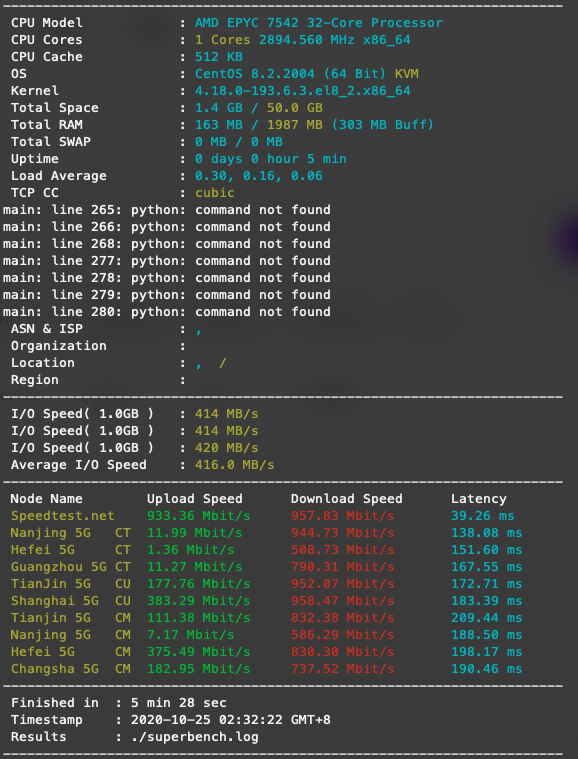 CPU Model : AMD EPYC 7542 32-Core Processor
CPU Cores : 1 Cores 2894.560 MHz x86_64
CPU Cache : 512 KB
OS : CentOS 8.2.2004 (64 Bit) KVM
Kernel : 4.18.0-193.6.3.el8_2.x86_64
Total Space : 1.4 GB / 50.0 GB
Total RAM : 163 MB / 1987 MB (303 MB Buff)
Total SWAP : 0 MB / 0 MB
Uptime : 0 days 0 hour 5 min
Load Average : 0.30, 0.16, 0.06
TCP CC : cubic
main: line 265: python: command not found
main: line 266: python: command not found
main: line 268: python: command not found
main: line 277: python: command not found
main: line 278: python: command not found
main: line 279: python: command not found
main: line 280: python: command not found
ASN & ISP : ,
Organization :
Location : , /
Region :
I/O Speed( 1.0GB ) : 414 MB/s
I/O Speed( 1.0GB ) : 414 MB/s
I/O Speed( 1.0GB ) : 420 MB/s
Average I/O Speed : 416.0 MB/s
Node Name Upload Speed Download Speed Latency
Speedtest.net 933.36 Mbit/s 957.83 Mbit/s 39.26 ms
Nanjing 5G CT 11.99 Mbit/s 944.73 Mbit/s 138.08 ms
Hefei 5G CT 1.36 Mbit/s 508.73 Mbit/s 151.60 ms
Guangzhou 5G CT 11.27 Mbit/s 790.31 Mbit/s 167.55 ms
TianJin 5G CU 177.76 Mbit/s 952.07 Mbit/s 172.71 ms
Shanghai 5G CU 383.29 Mbit/s 958.47 Mbit/s 183.39 ms
Tianjin 5G CM 111.38 Mbit/s 832.38 Mbit/s 209.44 ms
Nanjing 5G CM 7.17 Mbit/s 586.29 Mbit/s 188.50 ms
Hefei 5G CM 375.49 Mbit/s 830.30 Mbit/s 198.17 ms
Changsha 5G CM 182.95 Mbit/s 737.52 Mbit/s 190.46 ms
Finished in : 5 min 28 sec
Timestamp : 2020-10-25 02:32:22 GMT+8
Results : ./superbench.log